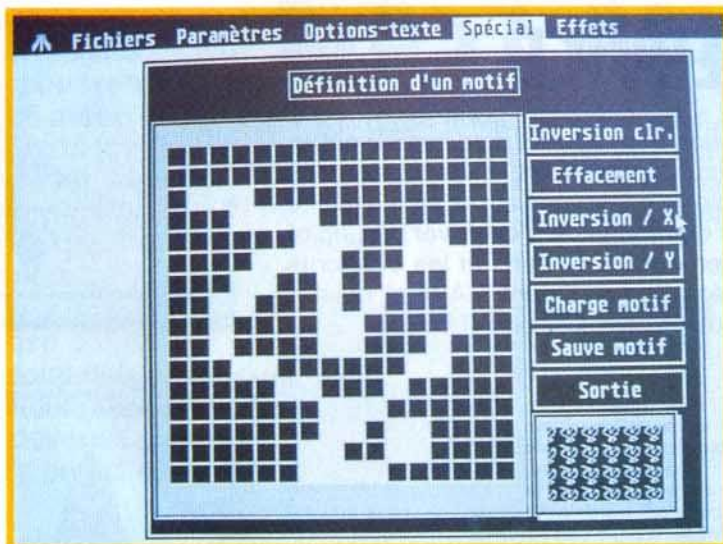 Fichiers Paramètres Options-texte Spécial Effets
Définition d'un motif
Inversion clr.
Effacement
Inversion / X
Inversion / Y
Charge motif
Sauve motif
Sortie